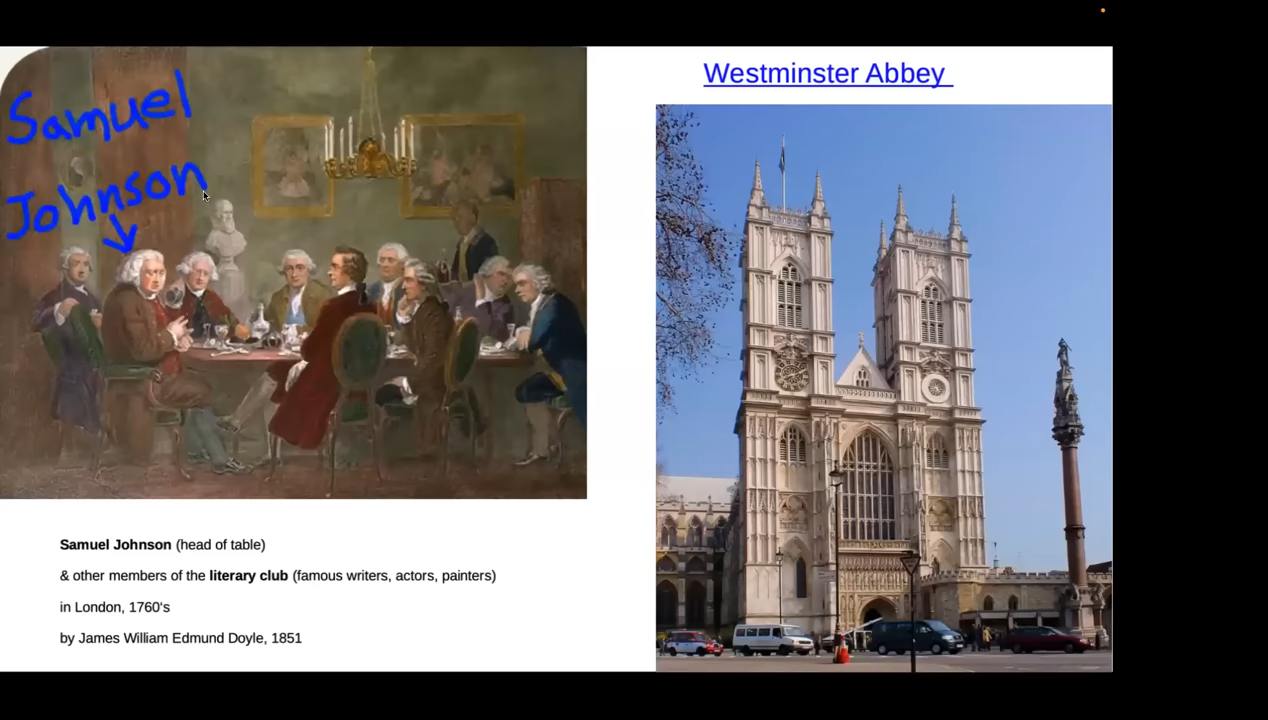 Samuel
Johnson
Westminster Abbey
Samuel Johnson (head of table)
& other members of the literary club (famous writers, actors, painters)
in London, 1760's
by James William Edmund Doyle, 1851